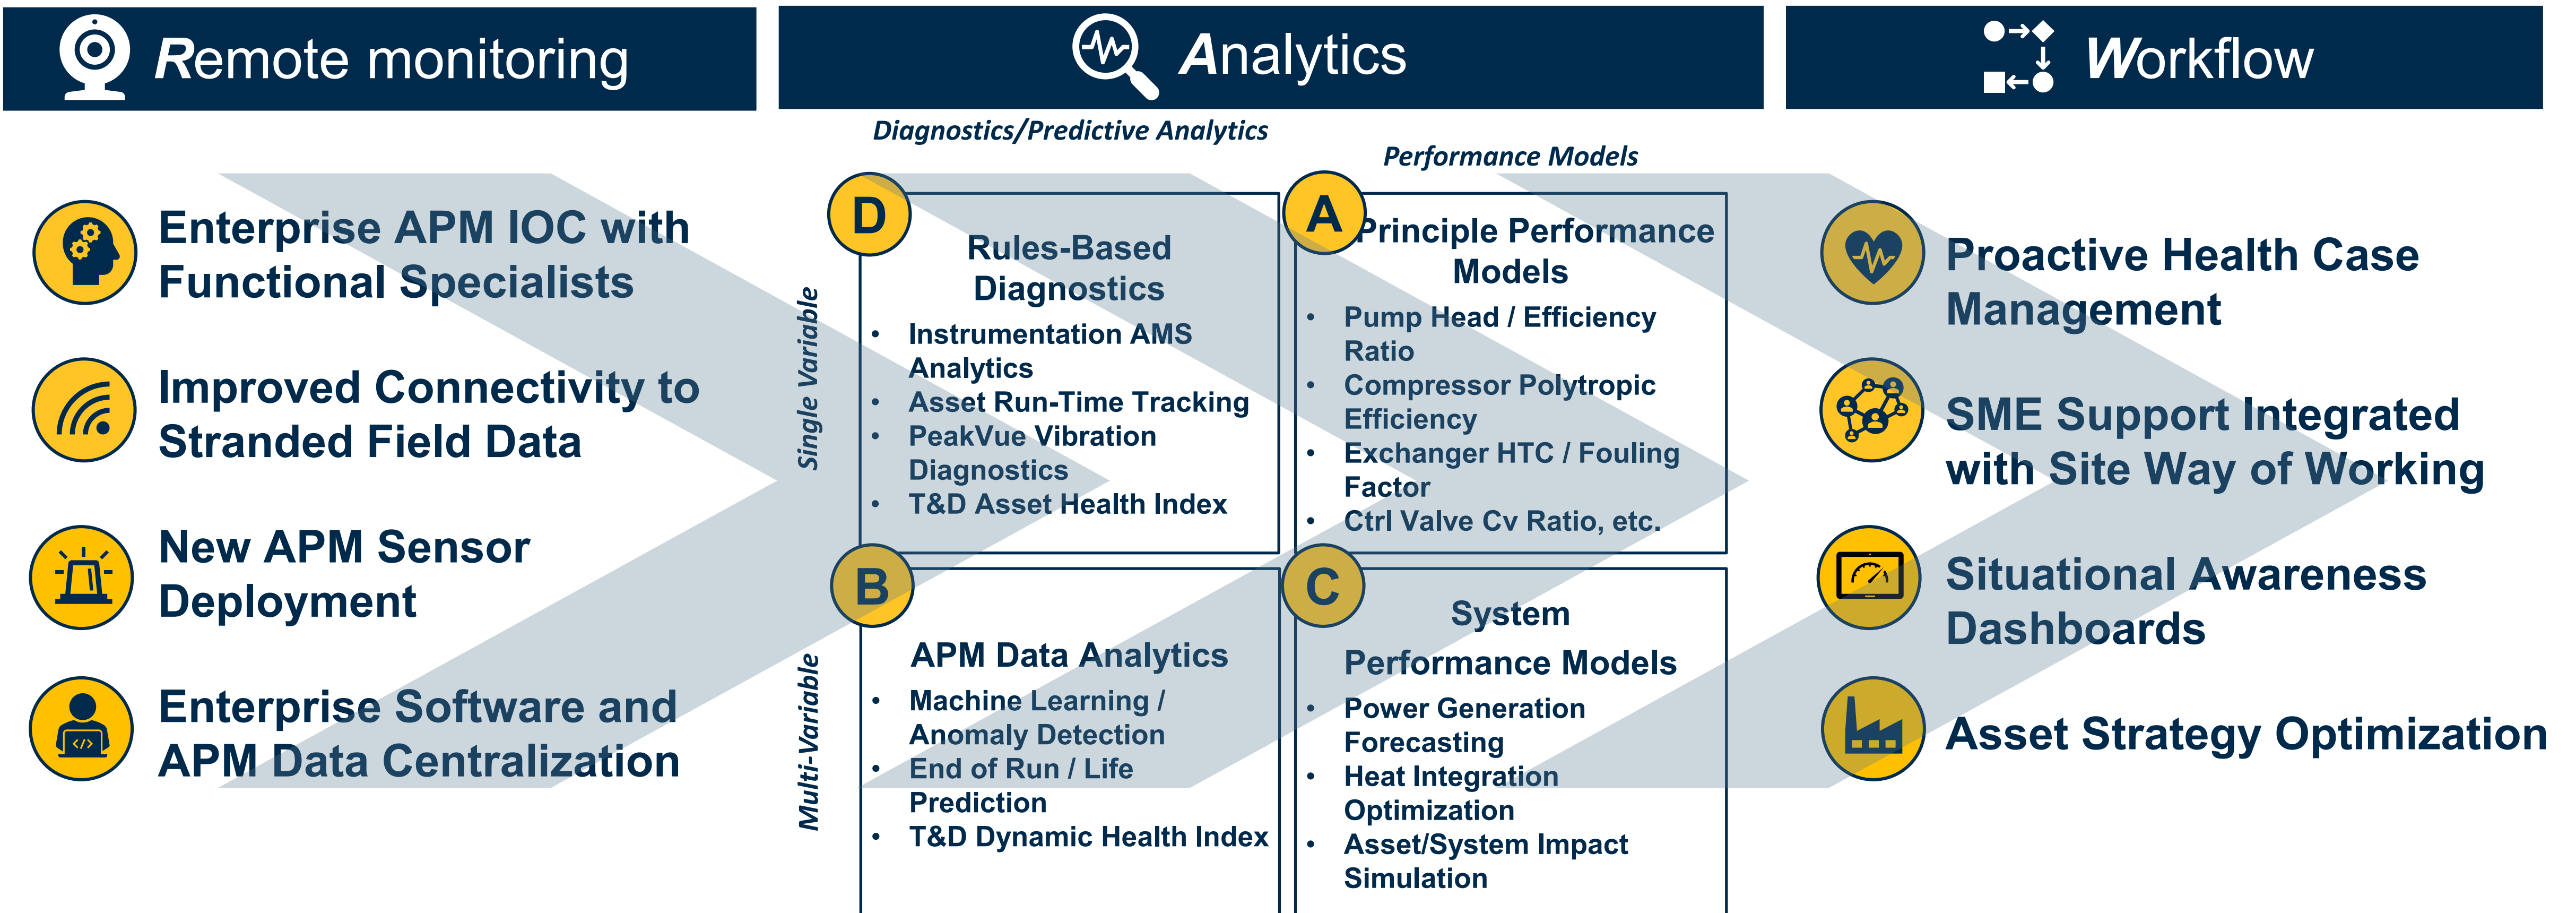 Remote monitoring
Enterprise APM IOC with
Functional Specialists
Improved Connectivity to
Stranded Field Data
New APM Sensor
Deployment
Enterprise Software and
APM Data Centralization
Analytics
Diagnostics/Predictive Analytics
Performance Models
Single Variable
Multi-Variable
D
Rules-Based
Diagnostics
• Instrumentation AMS
Analytics
• Asset Run-Time Tracking
• PeakVue Vibration
Diagnostics
• T&D Asset Health Index
A
Principle Performance
Models
• Pump Head / Efficiency
Ratio
• Compressor Polytropic
Efficiency
• Exchanger HTC / Fouling
Factor
• Ctrl Valve Cv Ratio, etc.
B
APM Data Analytics
• Machine Learning /
Anomaly Detection
• End of Run / Life
Prediction
• T&D Dynamic Health Index
C
System
Performance Models
• Power Generation
Forecasting
• Heat Integration
Optimization
• Asset/System Impact
Simulation
Workflow
Proactive Health Case
Management
SME Support Integrated
with Site Way of Working
Situational Awareness
Dashboards
Asset Strategy Optimization